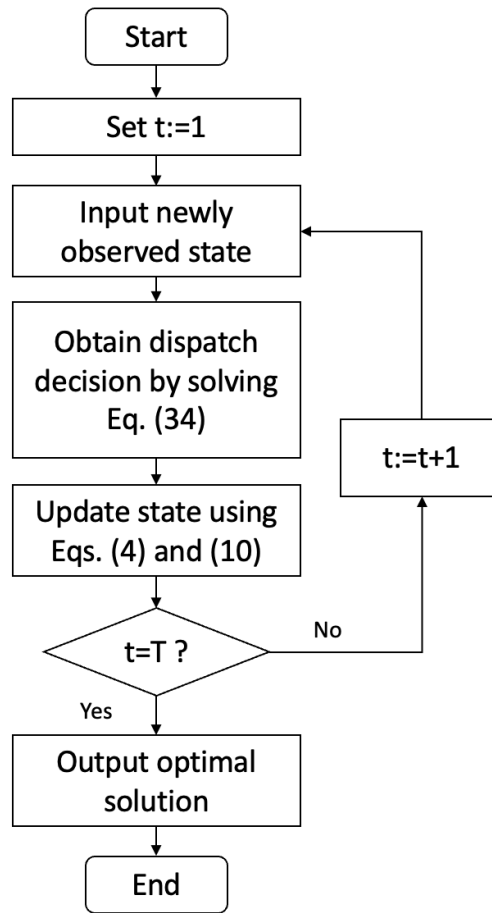 Start
Set t:=1
Input newly
observed state
Obtain dispatch
decision by solving
Eq. (34)
t:=t+1
Update state using
Eqs. (4) and (10)
No
t=T ?
Yes
Output optimal
solution
End